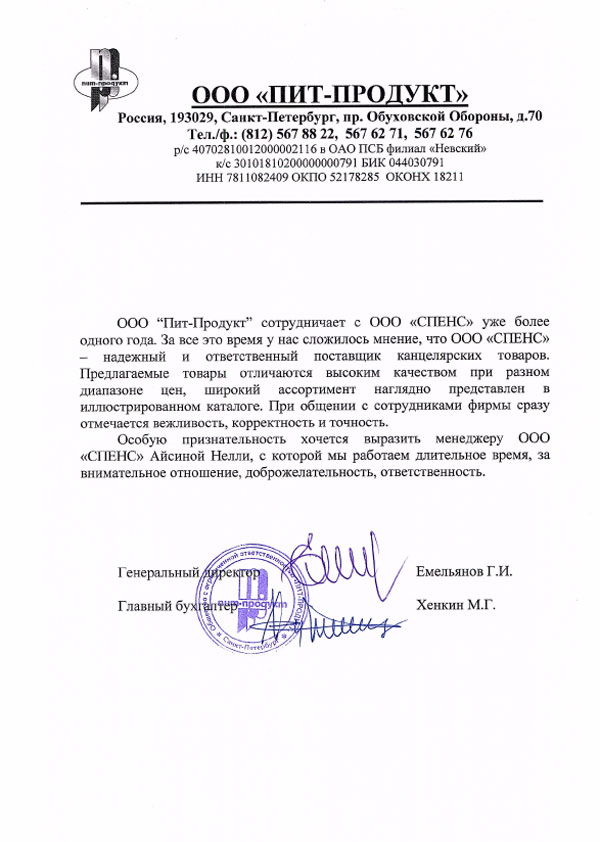 пит-продукт
ООО «ПИТ-ПРОДУКТ»
Россия, 193029, Санкт-Петербург, пр. Обуховской Обороны, д.70
Тел./ф.: (812) 567 88 22, 567 62 71, 567 62 76
р/с 40702810012000002116 в ОАО ПСБ филиал «Невский»
к/с 30101810200000000791 БИК 044030791
ИНН 7811082409 ОКПО 52178285 ОКОНХ 18211
ООО “Пит-Продукт” сотрудничает с ООО «СПЕНС» уже более
одного года. За все это время у нас сложилось мнение, что ООО «СПЕНС»
– надежный и ответственный поставщик канцелярских товаров.
Предлагаемые товары отличаются высоким качеством при разном
диапазоне цен, широкий ассортимент наглядно представлен в
иллюстрированном каталоге. При общении с сотрудниками фирмы сразу
отмечается вежливость, корректность и точность.
Особую признательность хочется выразить менеджеру ООО
«СПЕНС» Айсиной Нелли, с которой мы работаем длительное время, за
внимательное отношение, доброжелательность, ответственность.
Генеральный директор Емельянов Г.И.
Главный бухгалтер Хенкин М.Г.
Общество с ограниченной ответственностью
пит-продукт
Санкт-Петербург